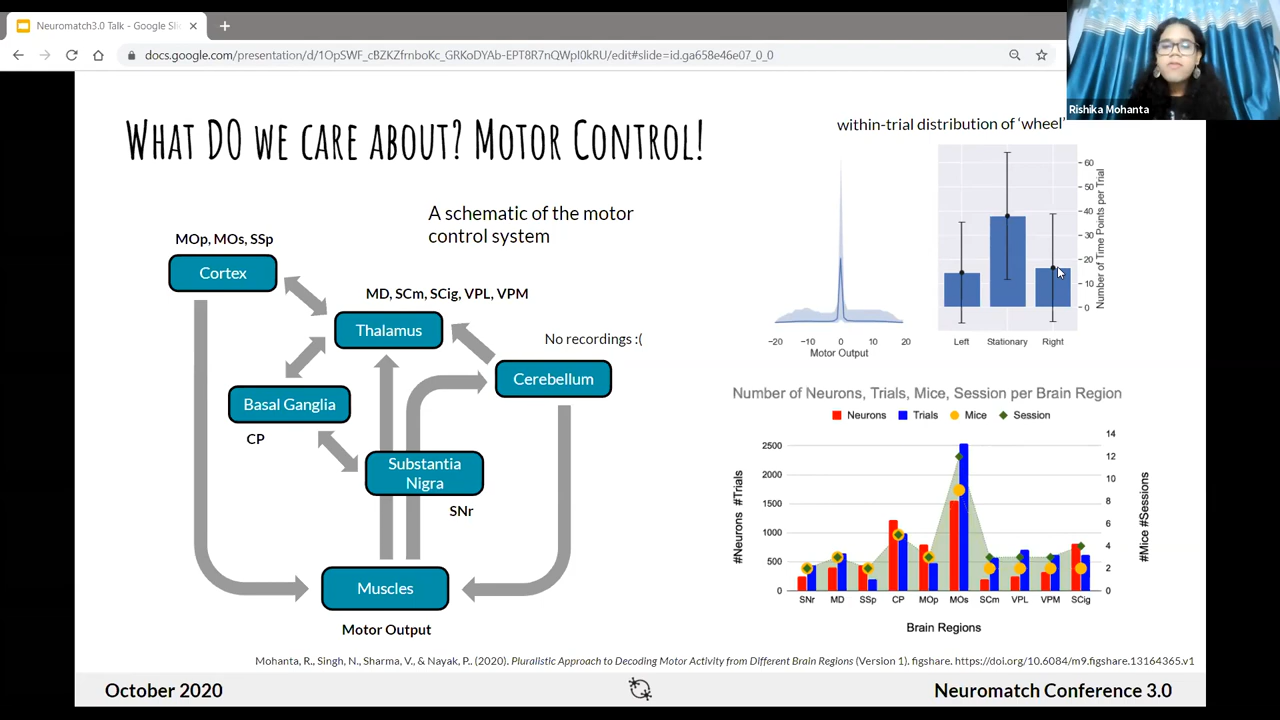 Neuromatch3.0 Talk - Google Sli
docs.google.com/presentation/d/1OpSWF_cBZKZfrnboKc_GRKnDYAb-EPT8R7nQWpI0kRU/edit#slide=id.ga658e46e07_0_0
Rishika Mohanta
WHAT DO WE CARE ABOUT? MOTOR CONTROL!
within-trial distribution of 'wheel'
A schematic of the motor
control system
MOp, MOs, SSp
Cortex
MD, SCm, SCig, VPL, VPM
Thalamus
No recordings :(
Cerebellum
Basal Ganglia
CP
Substantia
Nigra
SNr
Muscles
Motor Output
−20 −10 0 10 20
Motor Output
60
50
40
30
20
10
0
Number of Time Points per Trial
Left Stationary Right
Number of Neurons, Trials, Mice, Session per Brain Region
Neurons Trials Mice Session
#Neurons #Trials
2500
2000
1500
1000
500
0
14
12
10
8
6
4
2
0
#Mice #Sessions
SNr MD SSp CP MOp MOs SCm VPL VPM SCig
Brain Regions
Mohanta, R., Singh, N., Sharma, V., & Nayak, P.. (2020). Pluralistic Approach to Decoding Motor Activity from Different Brain Regions (Version 1). figshare. https://doi.org/10.6084/m9.figshare.13164365.v1
October 2020
Neuromatch Conference 3.0